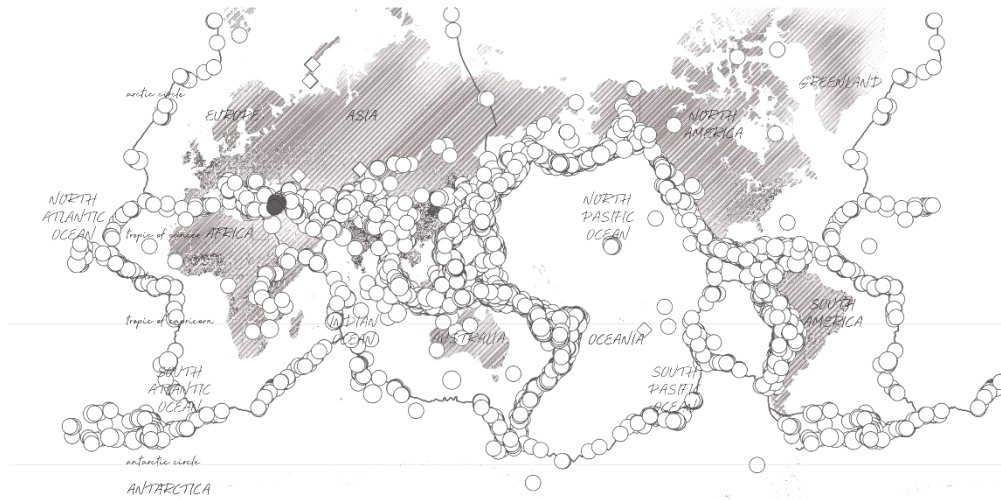 GREENLAND
arctic circle
EUROPE
ASIA
NORTH
AMERICA
NORTH
ATLANTIC
OCEAN
NORTH
PASIFIC
OCEAN
tropic of cancer
AFRICA
SOUTH
AMERICA
tropic of capricorn
INDIAN
OCEAN
AUSTRALIA
OCEANIA
SOUTH
ATLANTIC
OCEAN
SOUTH
PASIFIC
OCEAN
antarctic circle
ANTARCTICA